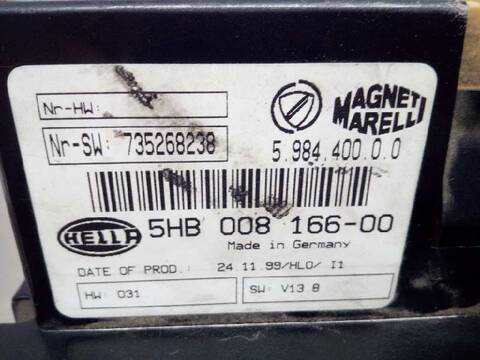 Nr-HW:
MAGNETI
MARELLI
Nr-SW: 735268238
5.984.400.0.0
HELLA
5HB 008 166-00
Made in Germany
DATE OF PROD.: 24.11.99/HLO/ I1
HW: 031
SW: V13 8